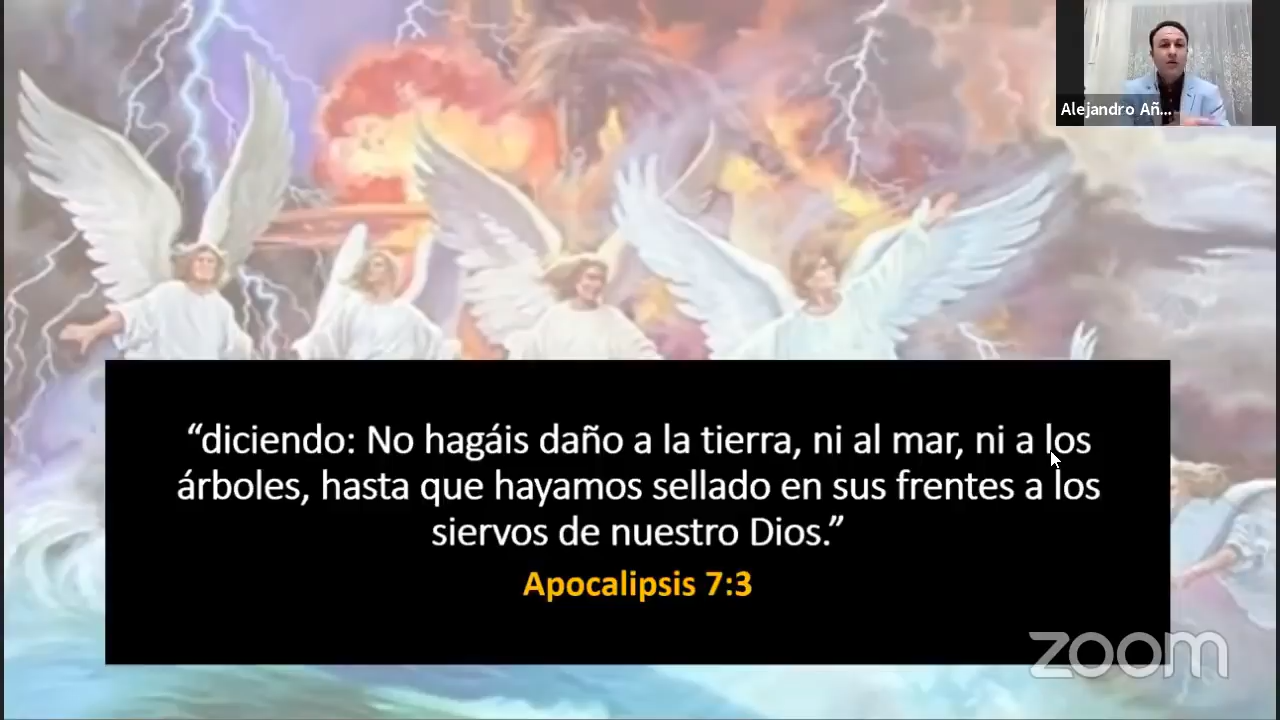 Alejandro Añ...
“diciendo: No hagáis daño a la tierra, ni al mar, ni a los
árboles, hasta que hayamos sellado en sus frentes a los
siervos de nuestro Dios.”
Apocalipsis 7:3
zoom